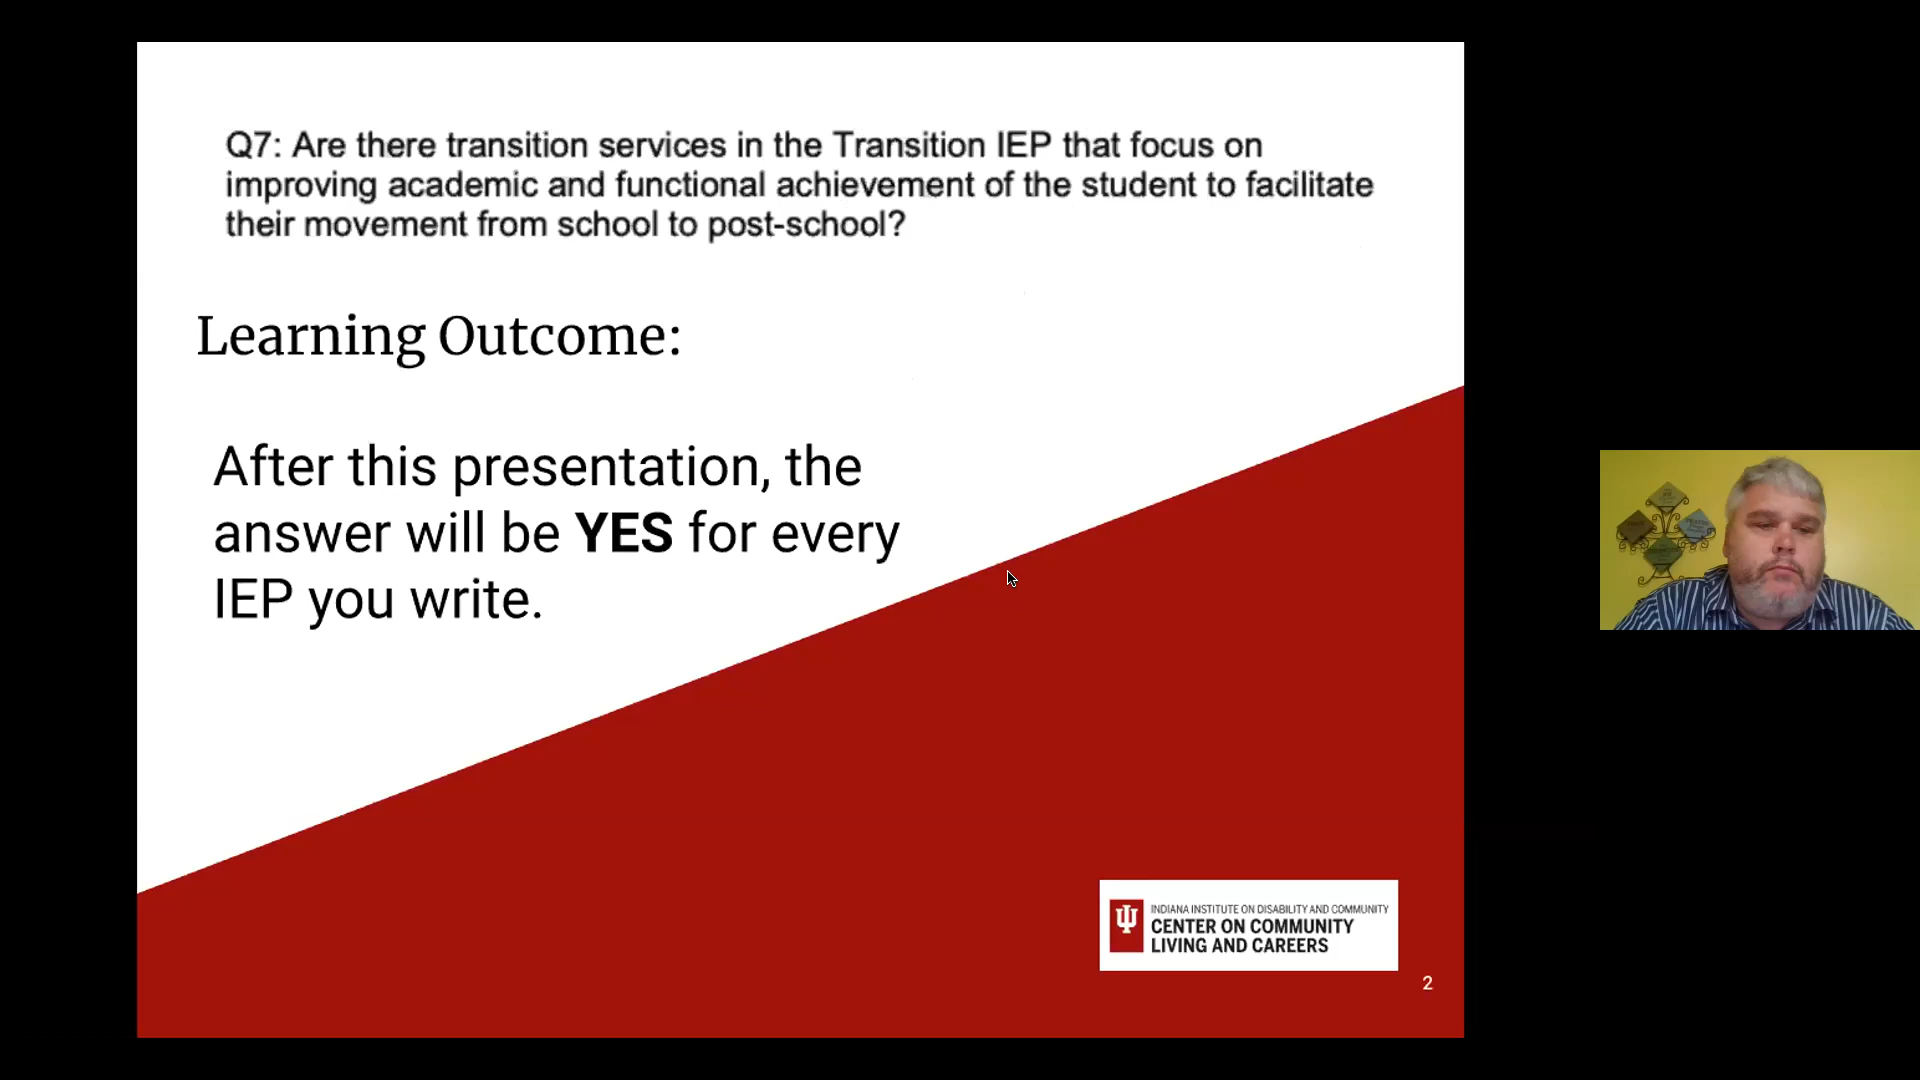 Q7: Are there transition services in the Transition IEP that focus on
improving academic and functional achievement of the student to facilitate
their movement from school to post-school?
Learning Outcome:
After this presentation, the
answer will be YES for every
IEP you write.
INDIANA INSTITUTE ON DISABILITY AND COMMUNITY
CENTER ON COMMUNITY
LIVING AND CAREERS
2